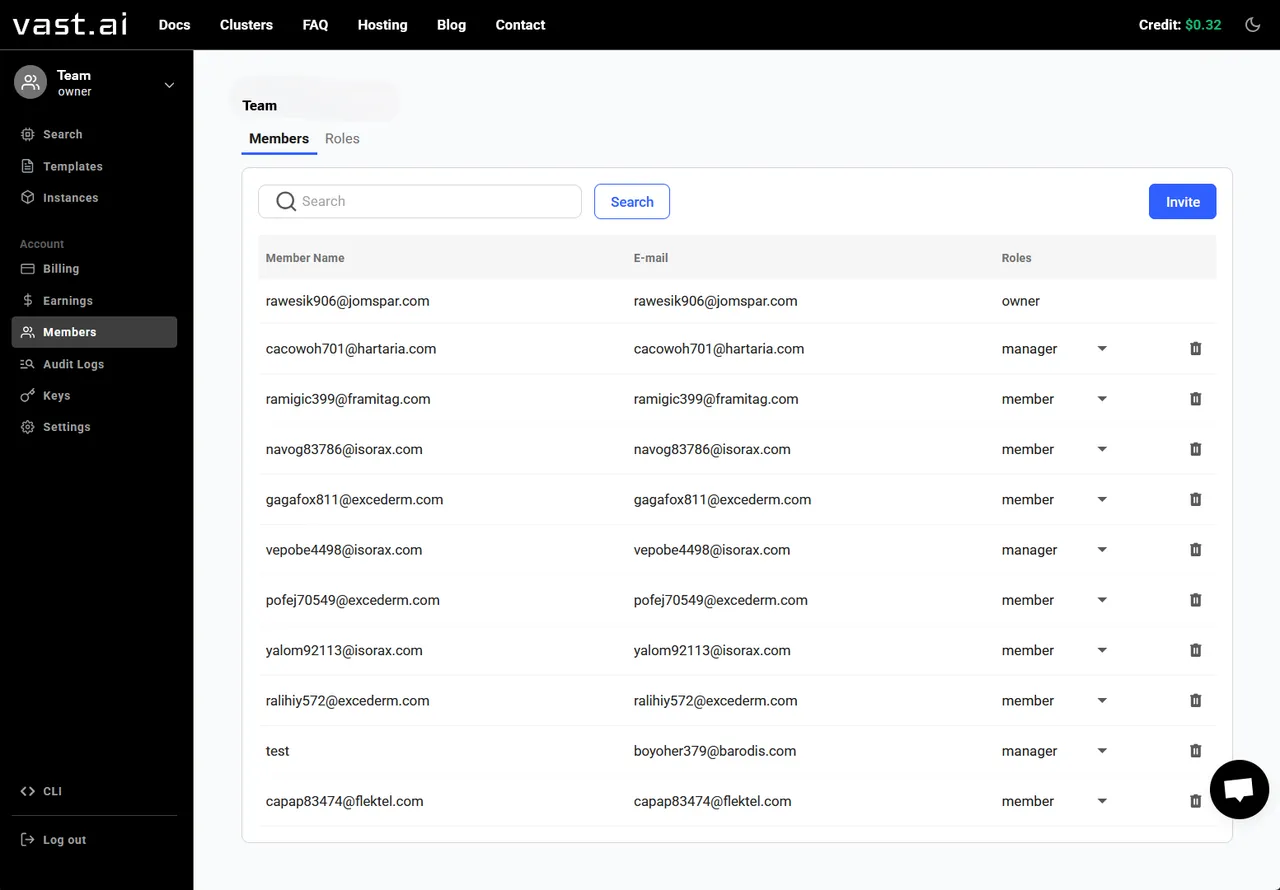 vast.ai Docs Clusters FAQ Hosting Blog Contact Credit: $0.32
Team
owner
Search
Templates
Instances
Account
Billing
Earnings
Members
Audit Logs
Keys
Settings
CLI
Log out
Team
Members Roles
Search Search Invite
Member Name E-mail Roles
rawesik906@jomspar.com rawesik906@jomspar.com owner
cacowoh701@hartaria.com cacowoh701@hartaria.com manager
ramigic399@framitag.com ramigic399@framitag.com member
navog83786@isorax.com navog83786@isorax.com member
gagafox811@excederm.com gagafox811@excederm.com member
vepobe4498@isorax.com vepobe4498@isorax.com manager
pofej70549@excederm.com pofej70549@excederm.com member
yalom92113@isorax.com yalom92113@isorax.com member
ralihiy572@excederm.com ralihiy572@excederm.com member
test boyoher379@barodis.com manager
capap83474@flektel.com capap83474@flektel.com member